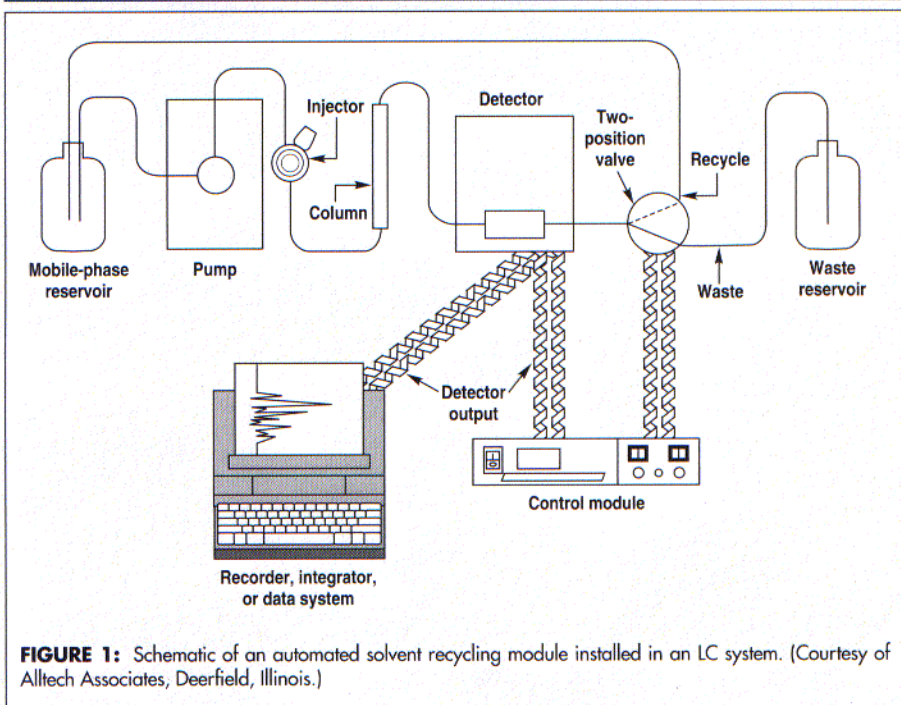 Injector
Detector
Two-
position
valve
Recycle
Column
Mobile-phase
reservoir
Pump
Waste
Waste
reservoir
Detector
output
Control module
Recorder, integrator,
or data system
FIGURE 1: Schematic of an automated solvent recycling module installed in an LC system. (Courtesy of
Alltech Associates, Deerfield, Illinois.)